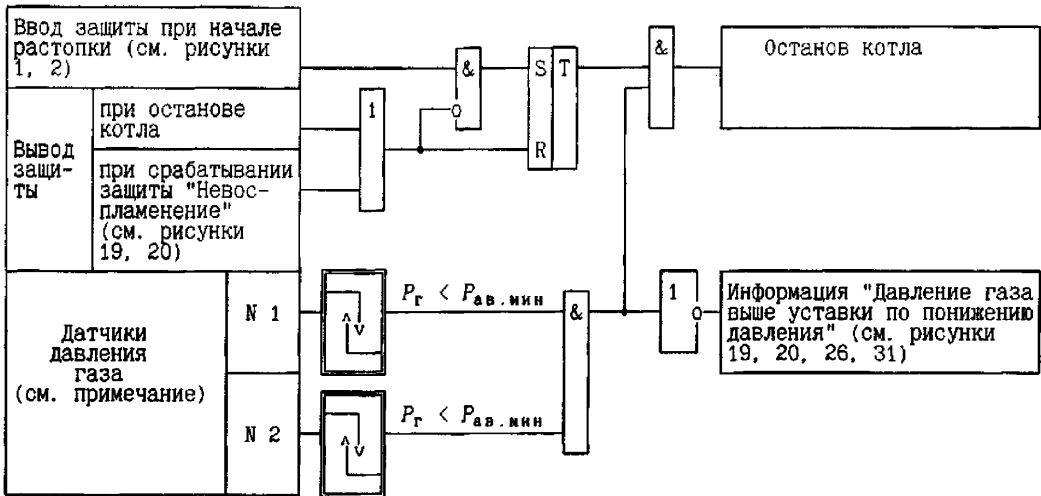 Ввод защиты при начале
растопки (см. рисунки
1, 2)
&
S
T
&
Останов котла
Вывод
защи-
ты
при останове
котла
1
R
при срабатывании
защиты "Невос-
пламенение"
(см. рисунки
19, 20)
Датчики
давления
газа
(см. примечание)
N 1
Pг < Pав.мин
&
1
Информация "Давление газа
выше уставки по понижению
давления" (см. рисунки
19, 20, 26, 31)
N 2
Pг < Pав.мин